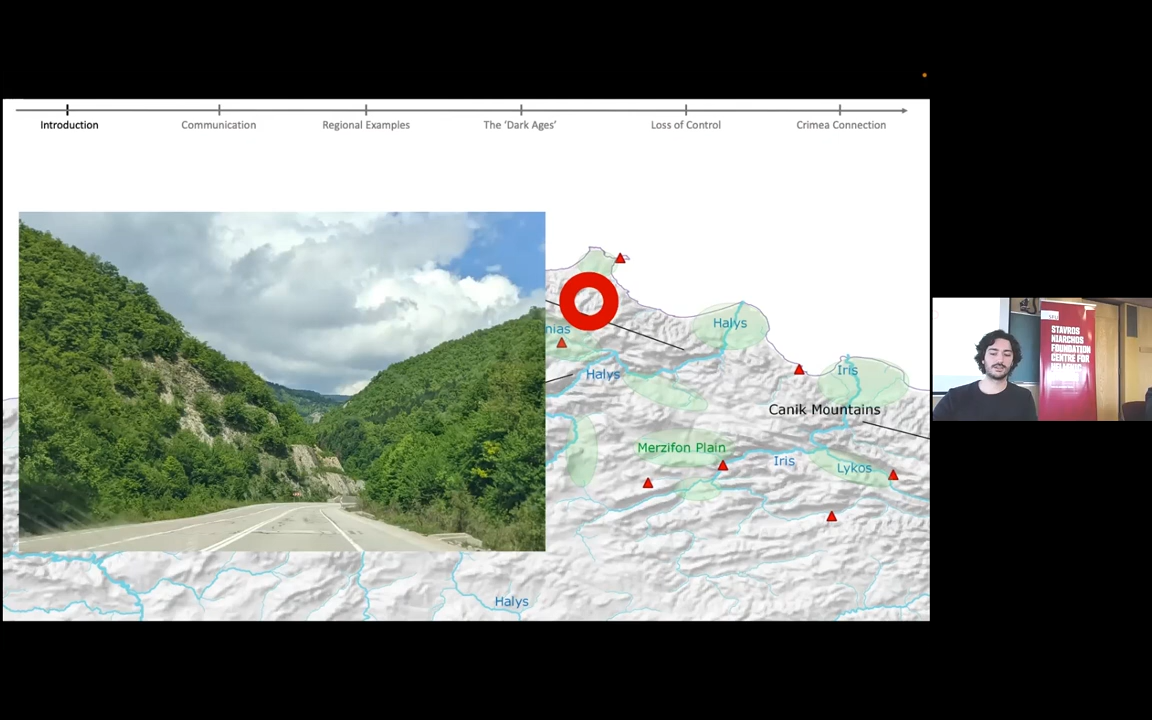 Introduction
Communication
Regional Examples
The ‘Dark Ages’
Loss of Control
Crimea Connection
nias
Halys
Halys
Iris
Canik Mountains
Merzifon Plain
Iris
Lykos
Halys
SFU
STAVROS
NIARCHOS
FOUNDATION
CENTRE FOR